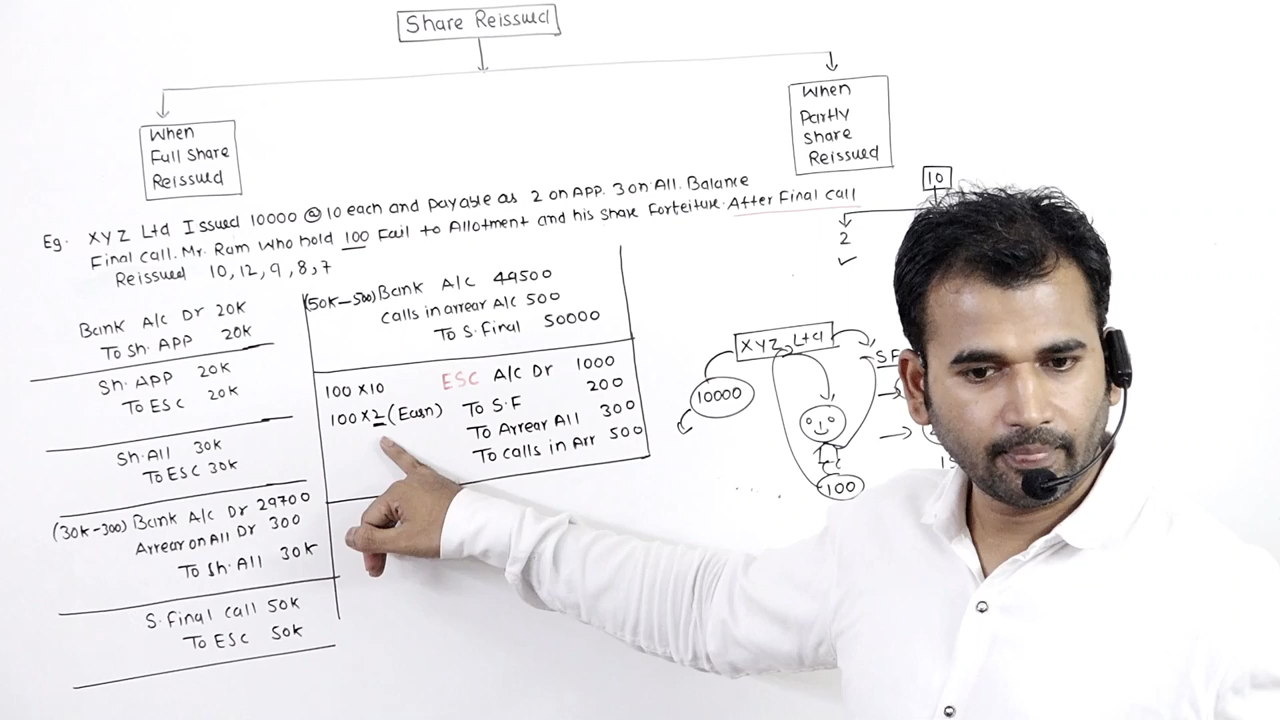 Share Reissued
When
Full Share
Reissued
When
Partly
Share
Reissued
Eg. XYZ Ltd Issued 10000 @ 10 each and payable as 2 on APP. 3 on All. Balance
Final call. Mr. Ram who hold 100 Fail to Allotment and his share Forfeiture. After Final call
Reissued 10, 12, 9, 8, 7
Bank A/c Dr 20K
To Sh. APP 20K
Sh. APP 20K
To ESC 20K
Sh. All 30K
To ESC 30K
(30K-300) Bank A/c Dr 29700
Arrear on All Dr 300
To Sh. All 30K
S. Final call 50K
To ESC 50K
(50K-500) Bank A/c 49500
Calls in arrear A/c 500
To S. Final 50000
100 x 10 ESC A/c Dr 1000
100 x 2 (Earn) To S.F 200
To Arrear All 300
To calls in Arr 500
10
2
XYZ Ltd
10000
100
SF